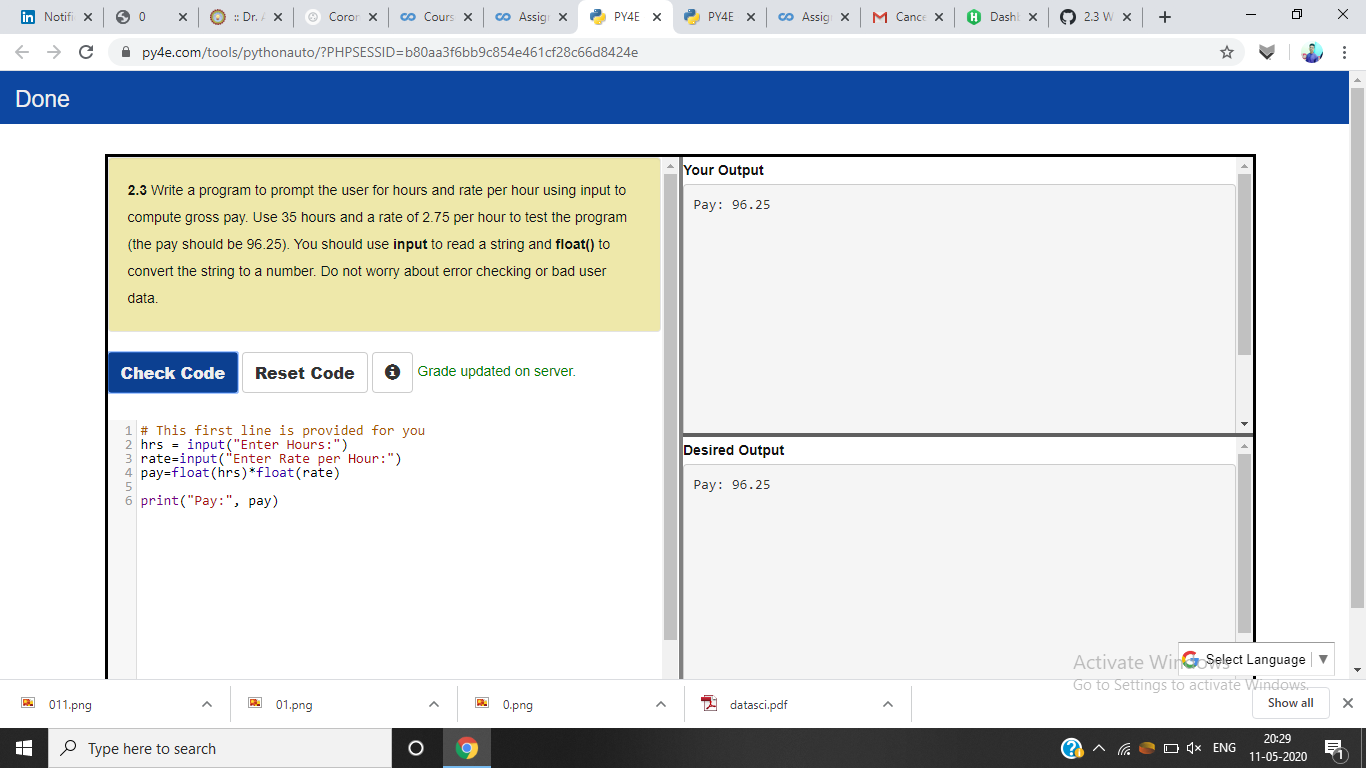 Notifi
0
:: Dr. A
Coron
Cours
Assign
PY4E
PY4E
Assign
Cance
Dashb
2.3 W
py4e.com/tools/pythonauto/?PHPSESSID=b80aa3f6bb9c854e461cf28c66d8424e
Done
2.3 Write a program to prompt the user for hours and rate per hour using input to
compute gross pay. Use 35 hours and a rate of 2.75 per hour to test the program
(the pay should be 96.25). You should use input to read a string and float() to
convert the string to a number. Do not worry about error checking or bad user
data.
Check Code
Reset Code
Grade updated on server.
1 # This first line is provided for you
2 hrs = input("Enter Hours:")
3 rate=input("Enter Rate per Hour:")
4 pay=float(hrs)*float(rate)
5
6 print("Pay:", pay)
Your Output
Pay: 96.25
Desired Output
Pay: 96.25
Activate Windows
Go to Settings to activate Windows.
Select Language
011.png
01.png
0.png
datasci.pdf
Show all
Type here to search
ENG
20:29
11-05-2020
1